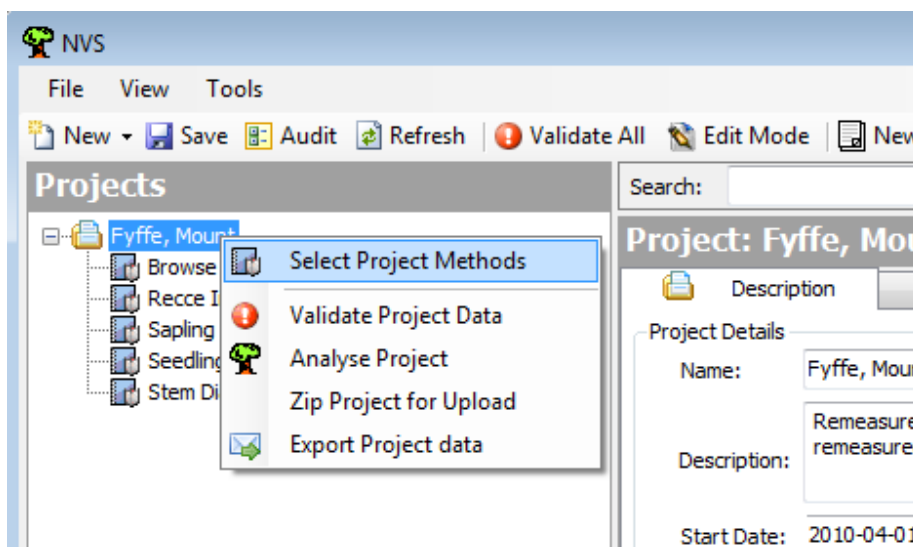 NVS
File View Tools
New Save Audit Refresh Validate All Edit Mode New
Projects
Search:
Fyffe, Mount
Browse
Recce
Sapling
Seedling
Stem
Select Project Methods
Validate Project Data
Analyse Project
Zip Project for Upload
Export Project data
Project: Fyffe,
Description
Project Details
Name: Fyffe,
Description:
Start Date: 2010-04-01